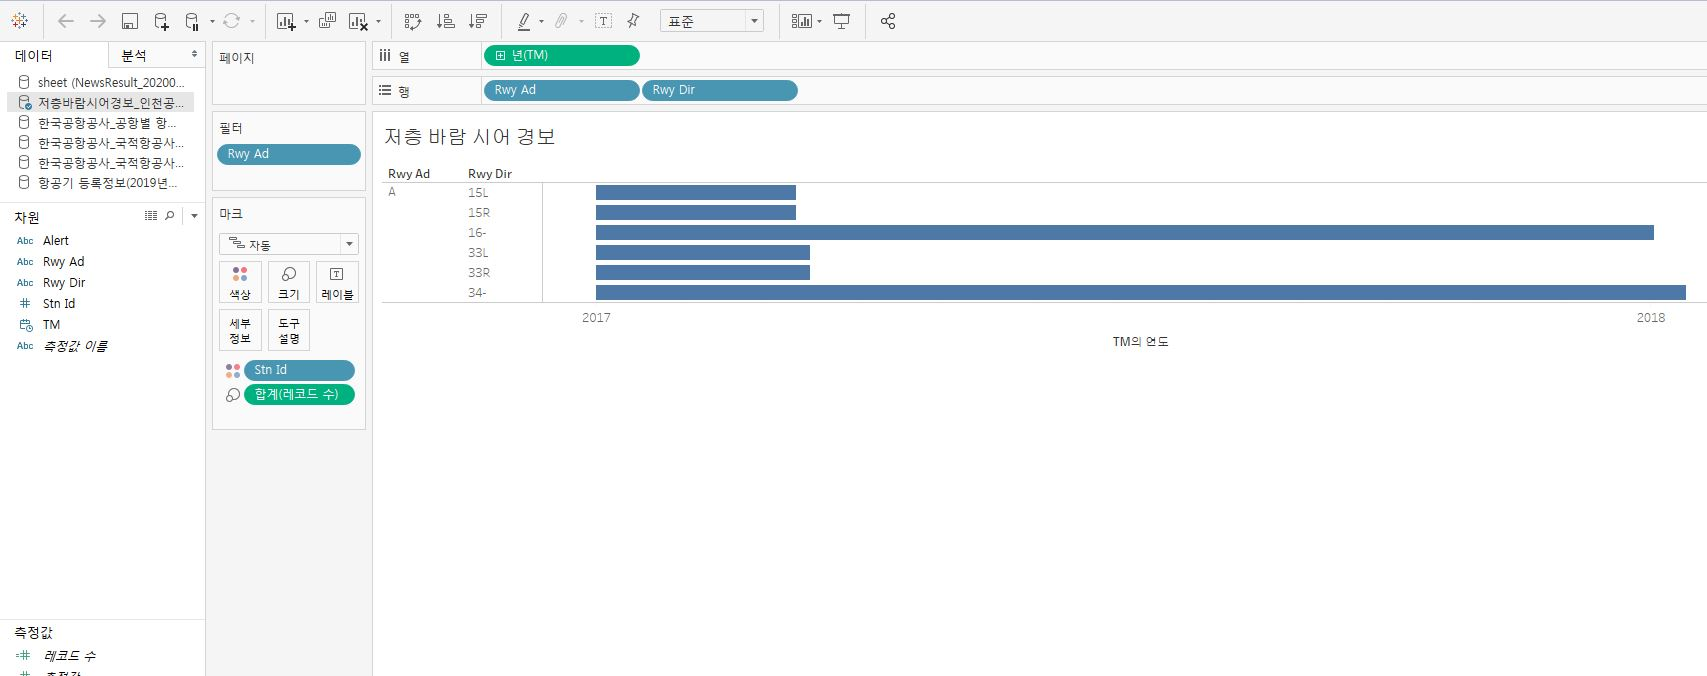 표준
데이터
분석
sheet (NewsResult_20200...
저층바람시어경보_인천공...
한국공항공사_공항별 항...
한국공항공사_국적항공사...
한국공항공사_국적항공사...
항공기 등록정보(2019년...
차원
Abc Alert
Abc Rwy Ad
Abc Rwy Dir
# Stn Id
TM
Abc 측정값 이름
측정값
=# 레코드 수
페이지
필터
Rwy Ad
마크
자동
색상 크기 레이블
세부 정보 도구 설명
Stn Id
합계(레코드 수)
열 년(TM)
행 Rwy Ad Rwy Dir
저층 바람 시어 경보
Rwy Ad Rwy Dir
A 15L
15R
16-
33L
33R
34-
2017 2018
TM의 연도